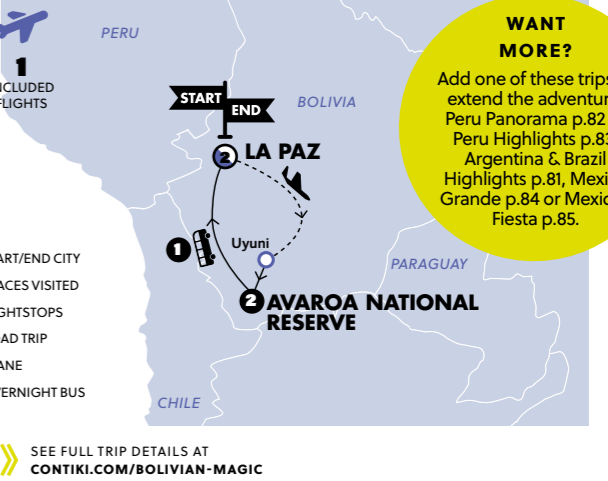 PERU
1
INCLUDED
FLIGHTS
START
END
BOLIVIA
2 LA PAZ
1
Uyuni
2 AVAROA NATIONAL
RESERVE
PARAGUAY
CHILE
WANT
MORE?
Add one of these trips
extend the adventur
Peru Panorama p.82
Peru Highlights p.83
Argentina & Brazil
Highlights p.81, Mexi
Grande p.84 or Mexic
Fiesta p.85.
ART/END CITY
ACES VISITED
GHTSTOPS
AD TRIP
ANE
ERNIGHT BUS
SEE FULL TRIP DETAILS AT
CONTIKI.COM/BOLIVIAN-MAGIC